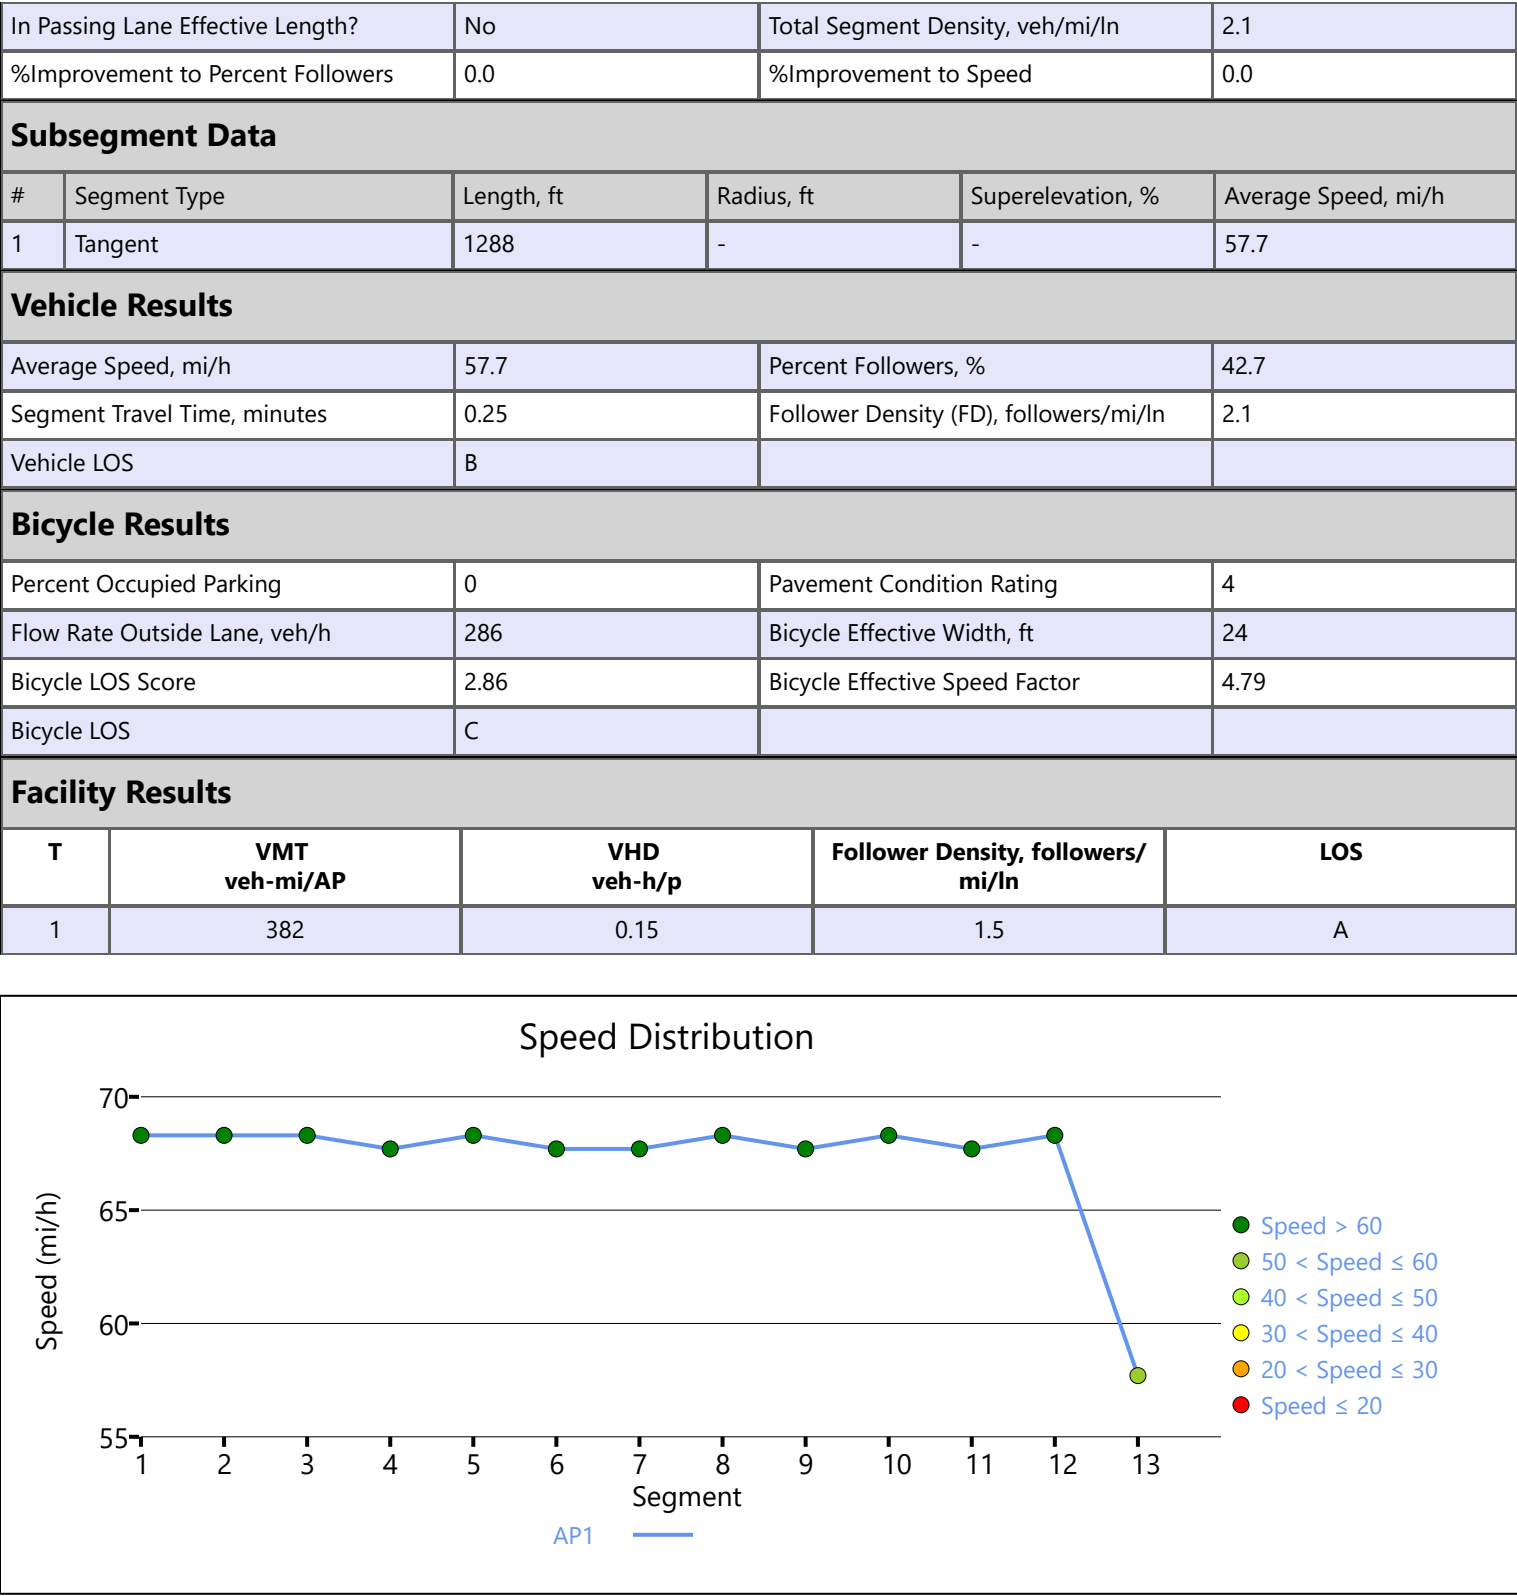 In Passing Lane Effective Length? No Total Segment Density, veh/mi/ln 2.1
%Improvement to Percent Followers 0.0 %Improvement to Speed 0.0
Subsegment Data
# Segment Type Length, ft Radius, ft Superelevation, % Average Speed, mi/h
1 Tangent 1288 - - 57.7
Vehicle Results
Average Speed, mi/h 57.7 Percent Followers, % 42.7
Segment Travel Time, minutes 0.25 Follower Density (FD), followers/mi/ln 2.1
Vehicle LOS B
Bicycle Results
Percent Occupied Parking 0 Pavement Condition Rating 4
Flow Rate Outside Lane, veh/h 286 Bicycle Effective Width, ft 24
Bicycle LOS Score 2.86 Bicycle Effective Speed Factor 4.79
Bicycle LOS C
Facility Results
T VMT VHD Follower Density, followers/ LOS
veh-mi/AP veh-h/p mi/ln
1 382 0.15 1.5 A
Speed Distribution
70
65
60
55
Speed (mi/h)
1 2 3 4 5 6 7 8 9 10 11 12 13
Segment
AP1
Speed > 60
50 < Speed ≤ 60
40 < Speed ≤ 50
30 < Speed ≤ 40
20 < Speed ≤ 30
Speed ≤ 20